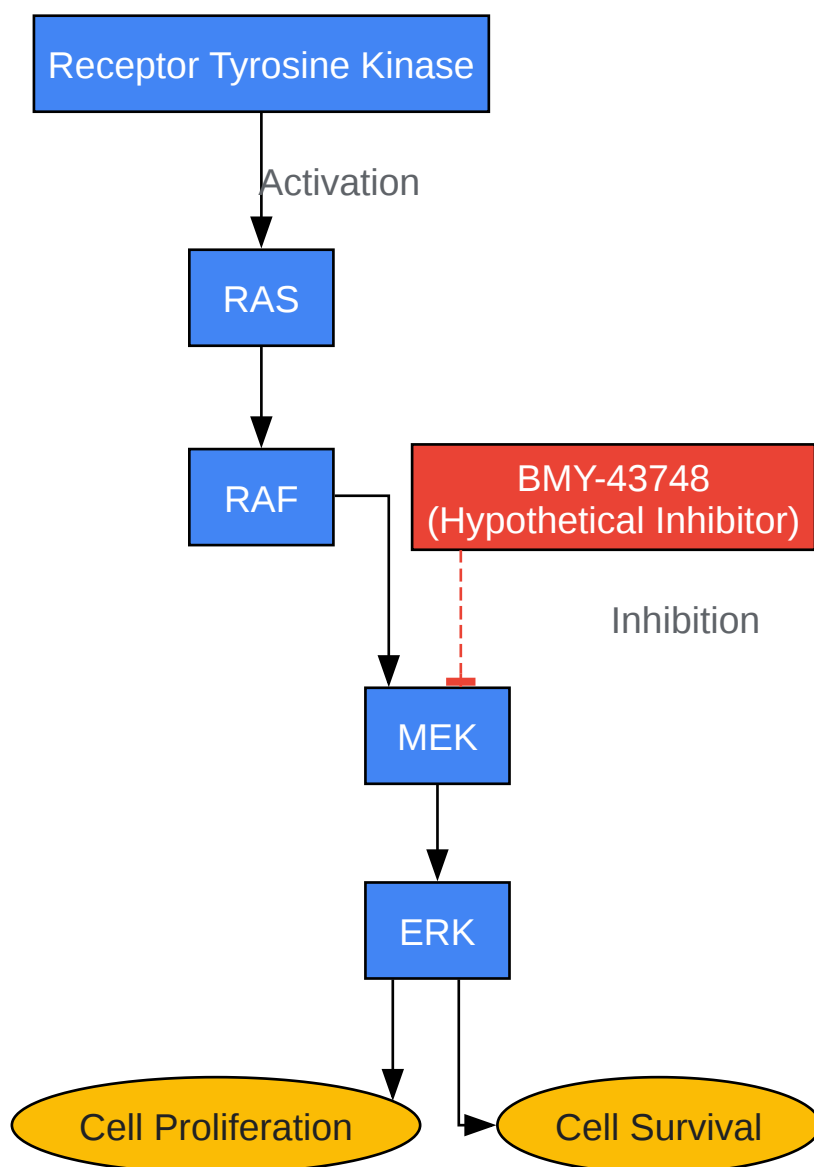 Receptor Tyrosine Kinase
Activation
RAS
RAF
BMY-43748
(Hypothetical Inhibitor)
Inhibition
MEK
ERK
Cell Proliferation
Cell Survival